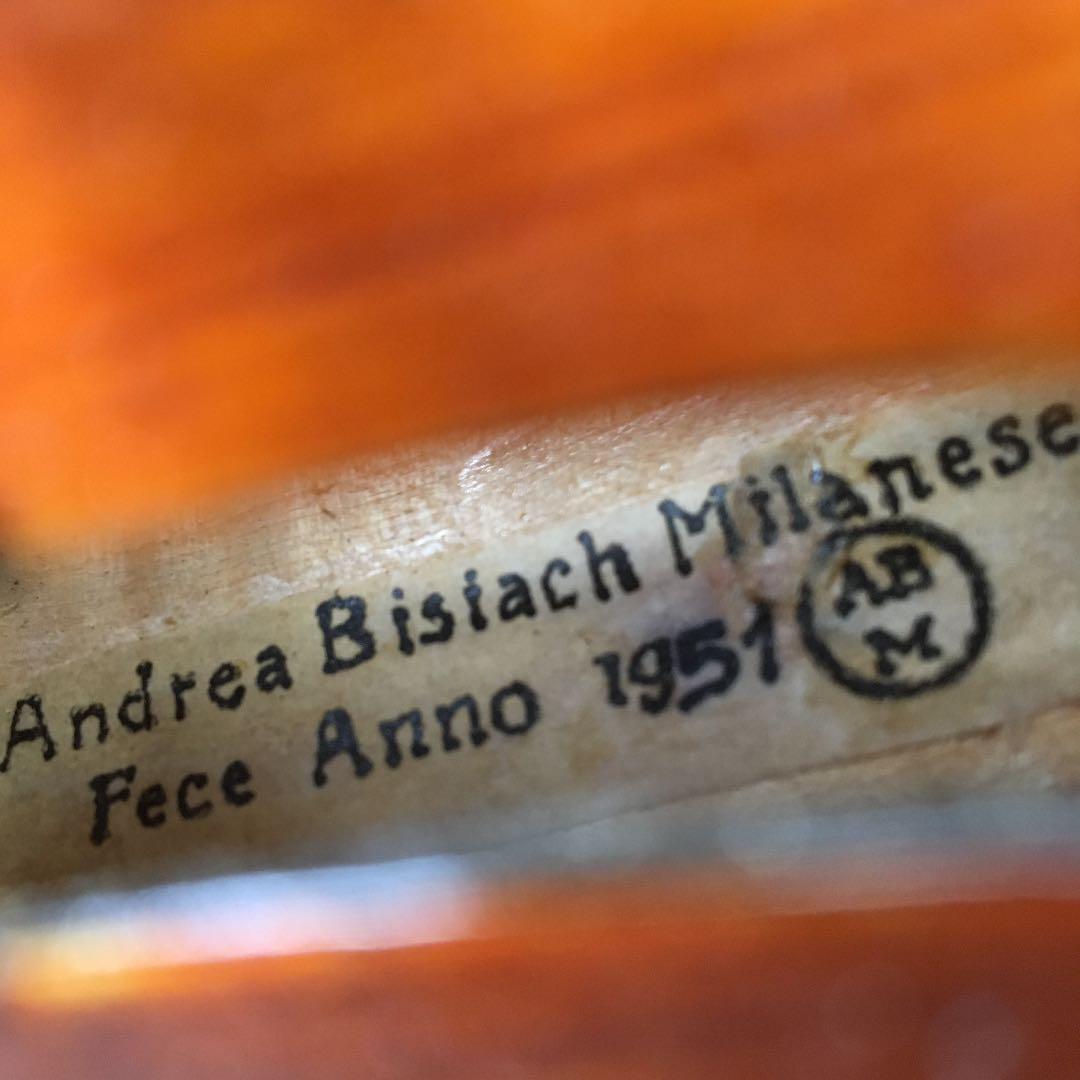 Andrea Bisiach Milanese
Fece Anno 1951
AB
M